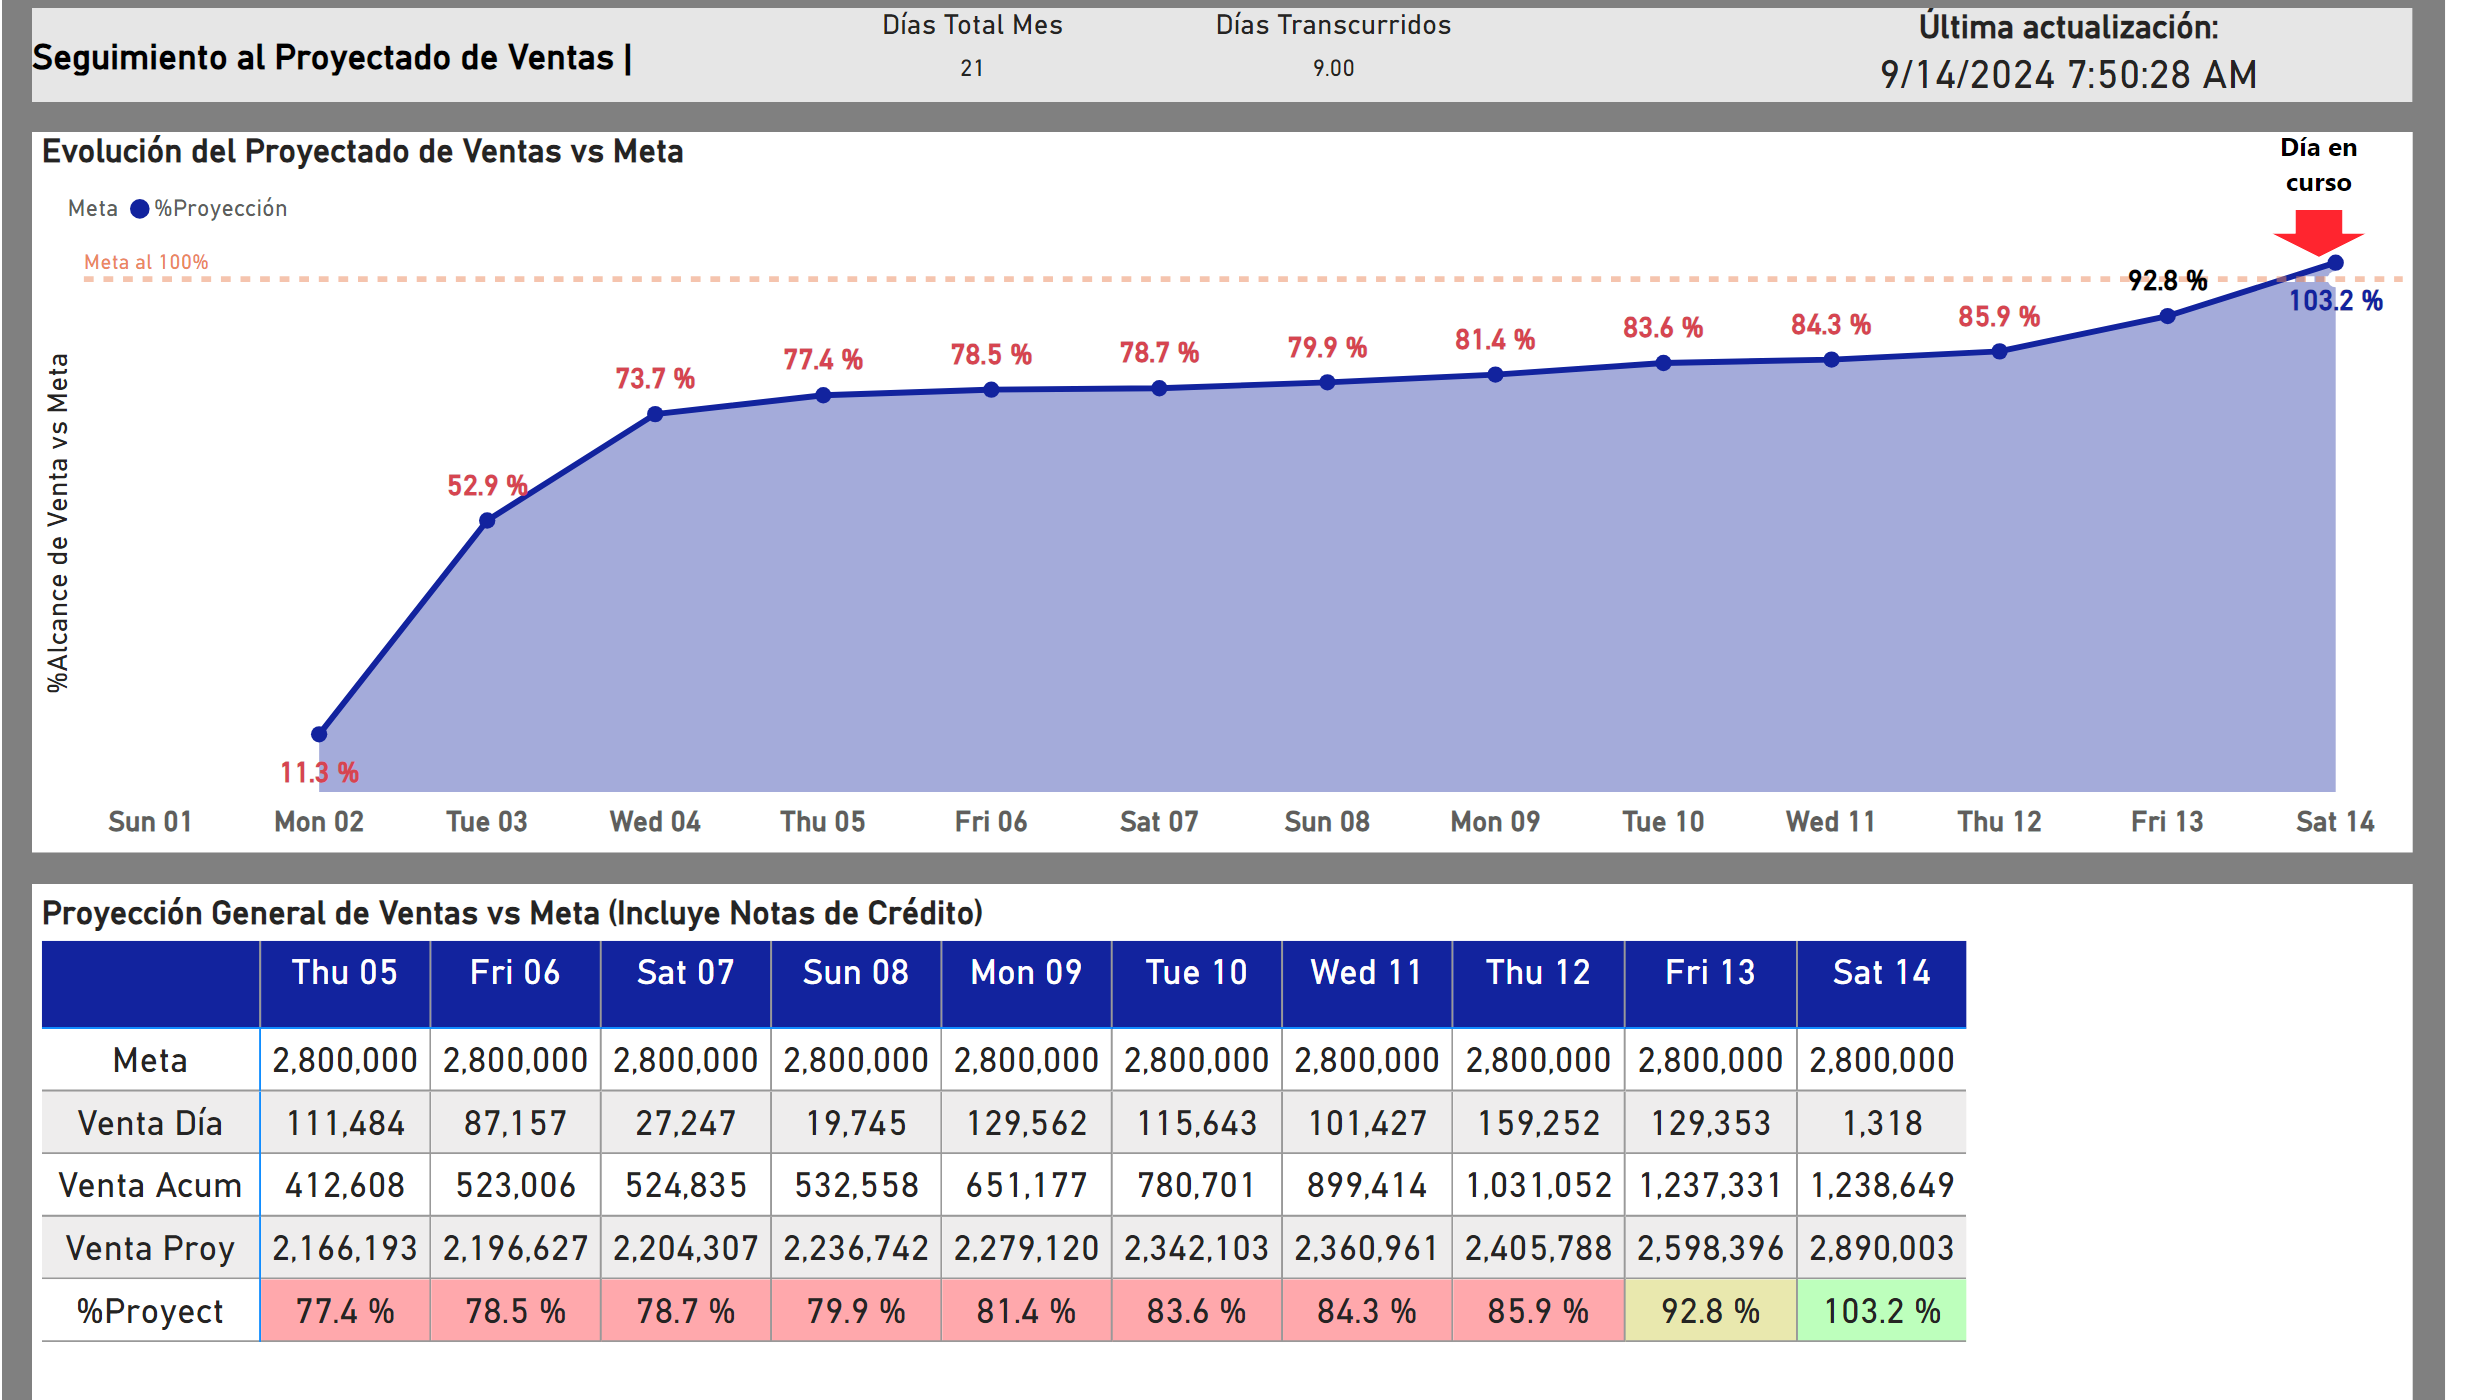 Seguimiento al Proyectado de Ventas |
Días Total Mes
21
Días Transcurridos
9.00
Última actualización:
9/14/2024 7:50:28 AM
Evolución del Proyectado de Ventas vs Meta
Día en
curso
Meta %Proyección
Meta al 100%
%Alcance de Venta vs Meta
11.3 %
52.9 %
73.7 %
77.4 %
78.5 %
78.7 %
79.9 %
81.4 %
83.6 %
84.3 %
85.9 %
92.8 %
103.2 %
Sun 01 Mon 02 Tue 03 Wed 04 Thu 05 Fri 06 Sat 07 Sun 08 Mon 09 Tue 10 Wed 11 Thu 12 Fri 13 Sat 14
Proyección General de Ventas vs Meta (Incluye Notas de Crédito)
Thu 05 Fri 06 Sat 07 Sun 08 Mon 09 Tue 10 Wed 11 Thu 12 Fri 13 Sat 14
Meta 2,800,000 2,800,000 2,800,000 2,800,000 2,800,000 2,800,000 2,800,000 2,800,000 2,800,000 2,800,000
Venta Día 111,484 87,157 27,247 19,745 129,562 115,643 101,427 159,252 129,353 1,318
Venta Acum 412,608 523,006 524,835 532,558 651,177 780,701 899,414 1,031,052 1,237,331 1,238,649
Venta Proy 2,166,193 2,196,627 2,204,307 2,236,742 2,279,120 2,342,103 2,360,961 2,405,788 2,598,396 2,890,003
%Proyect 77.4 % 78.5 % 78.7 % 79.9 % 81.4 % 83.6 % 84.3 % 85.9 % 92.8 % 103.2 %